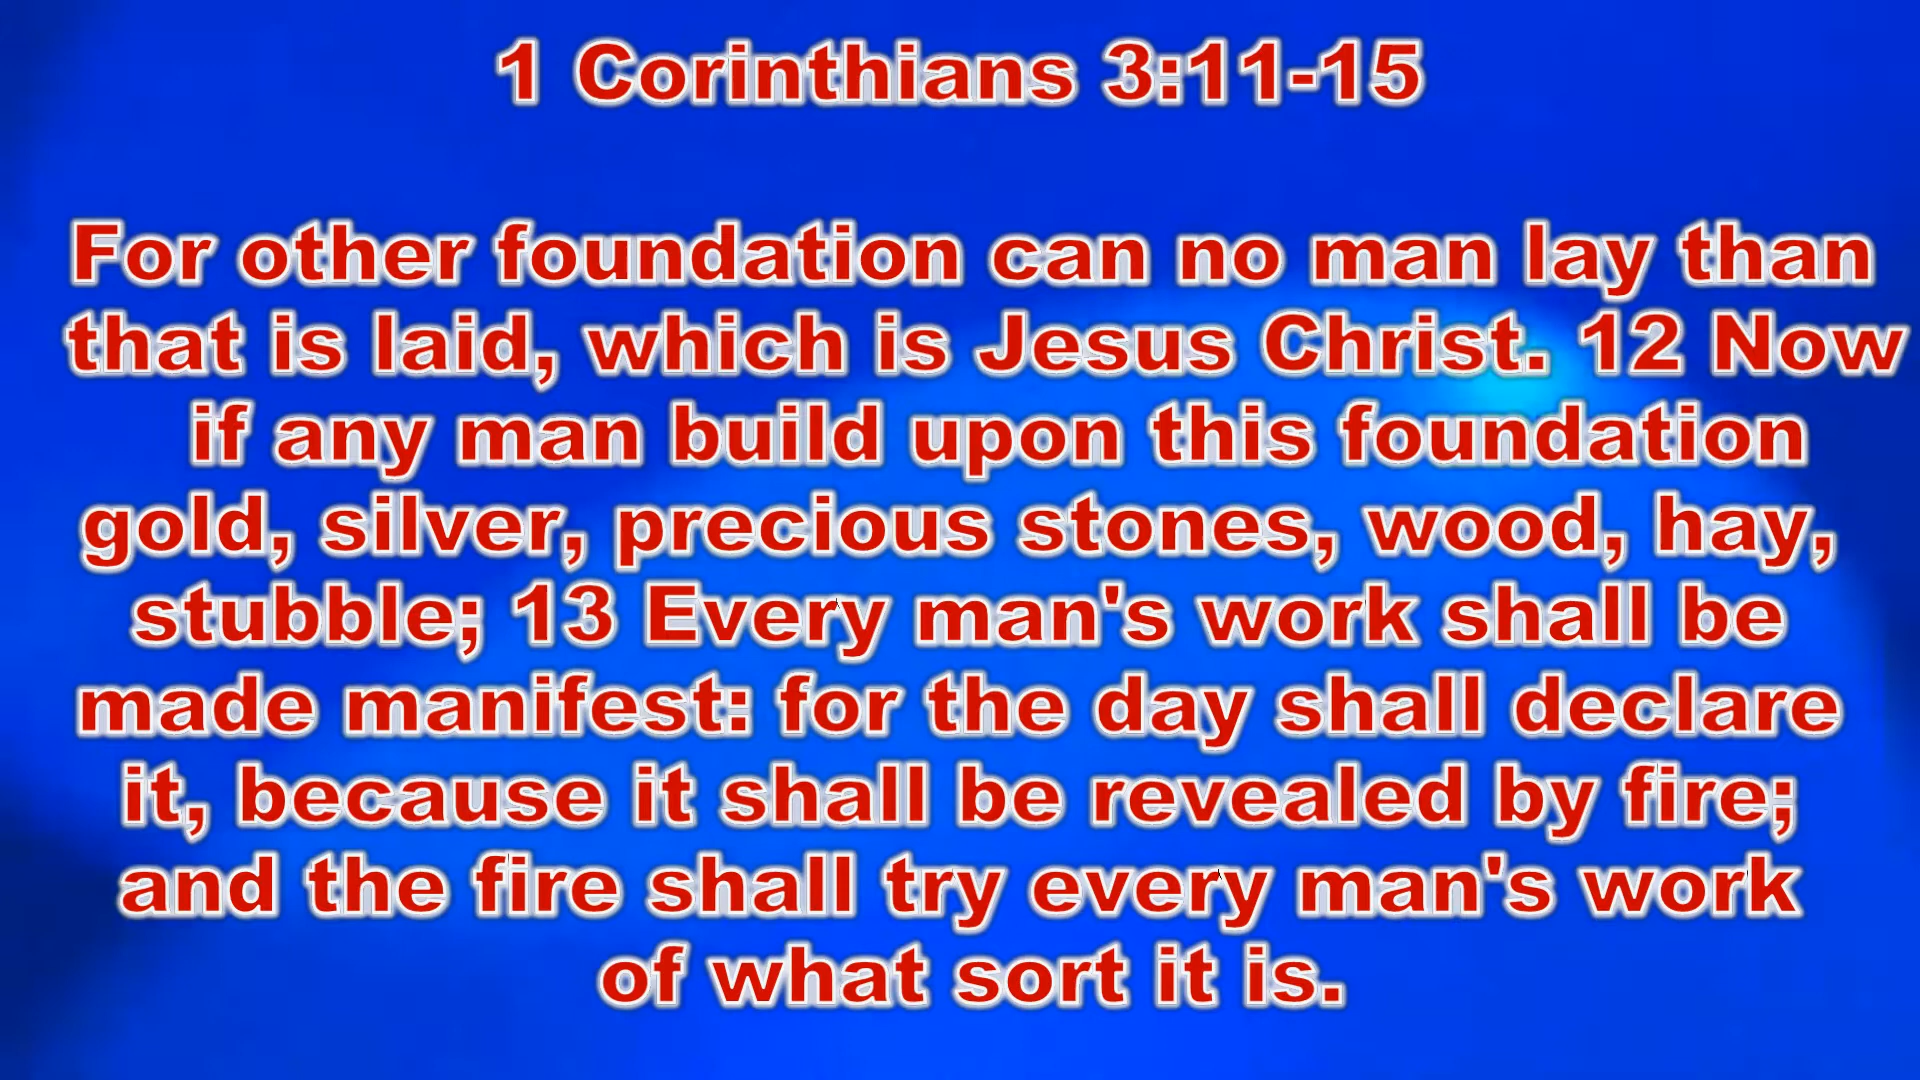 1 Corinthians 3:11-15
For other foundation can no man lay than
that is laid, which is Jesus Christ. 12 Now
if any man build upon this foundation
gold, silver, precious stones, wood, hay,
stubble; 13 Every man's work shall be
made manifest: for the day shall declare
it, because it shall be revealed by fire;
and the fire shall try every man's work
of what sort it is.